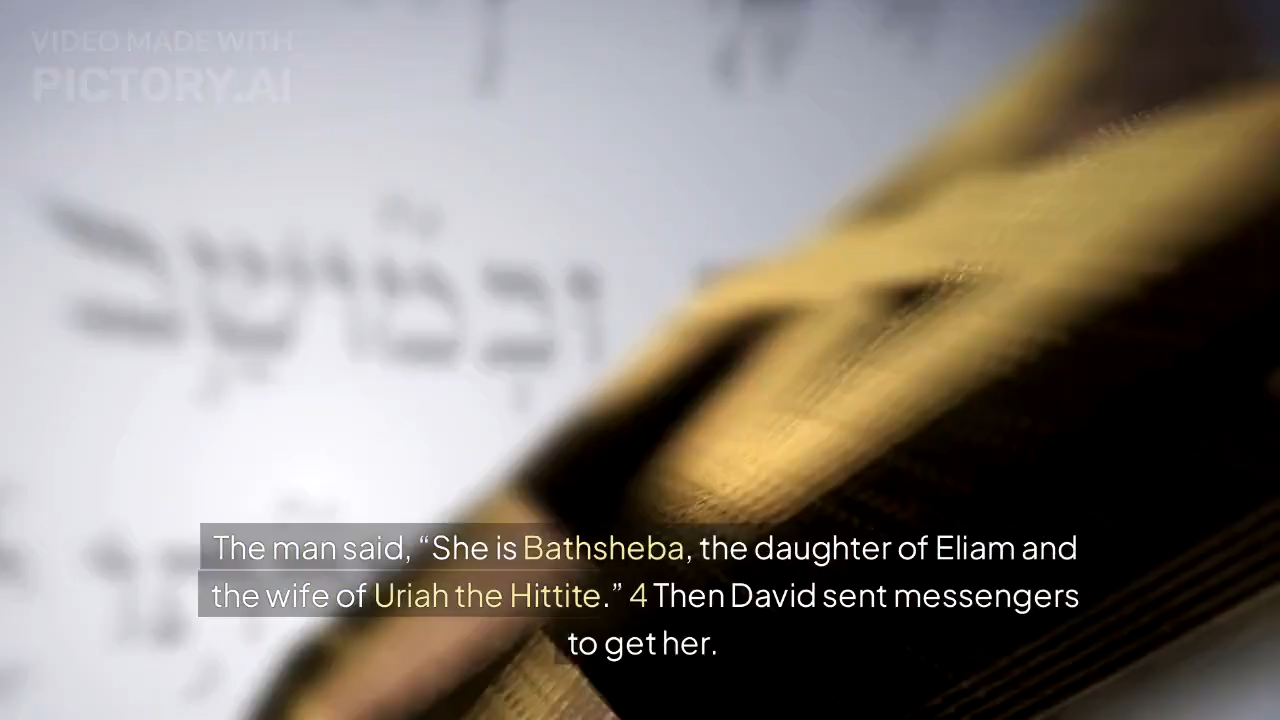 VIDEO MADE WITH
PICTORY.AI
ובמושב
The man said, “She is Bathsheba, the daughter of Eliam and
the wife of Uriah the Hittite.” 4 Then David sent messengers
to get her.